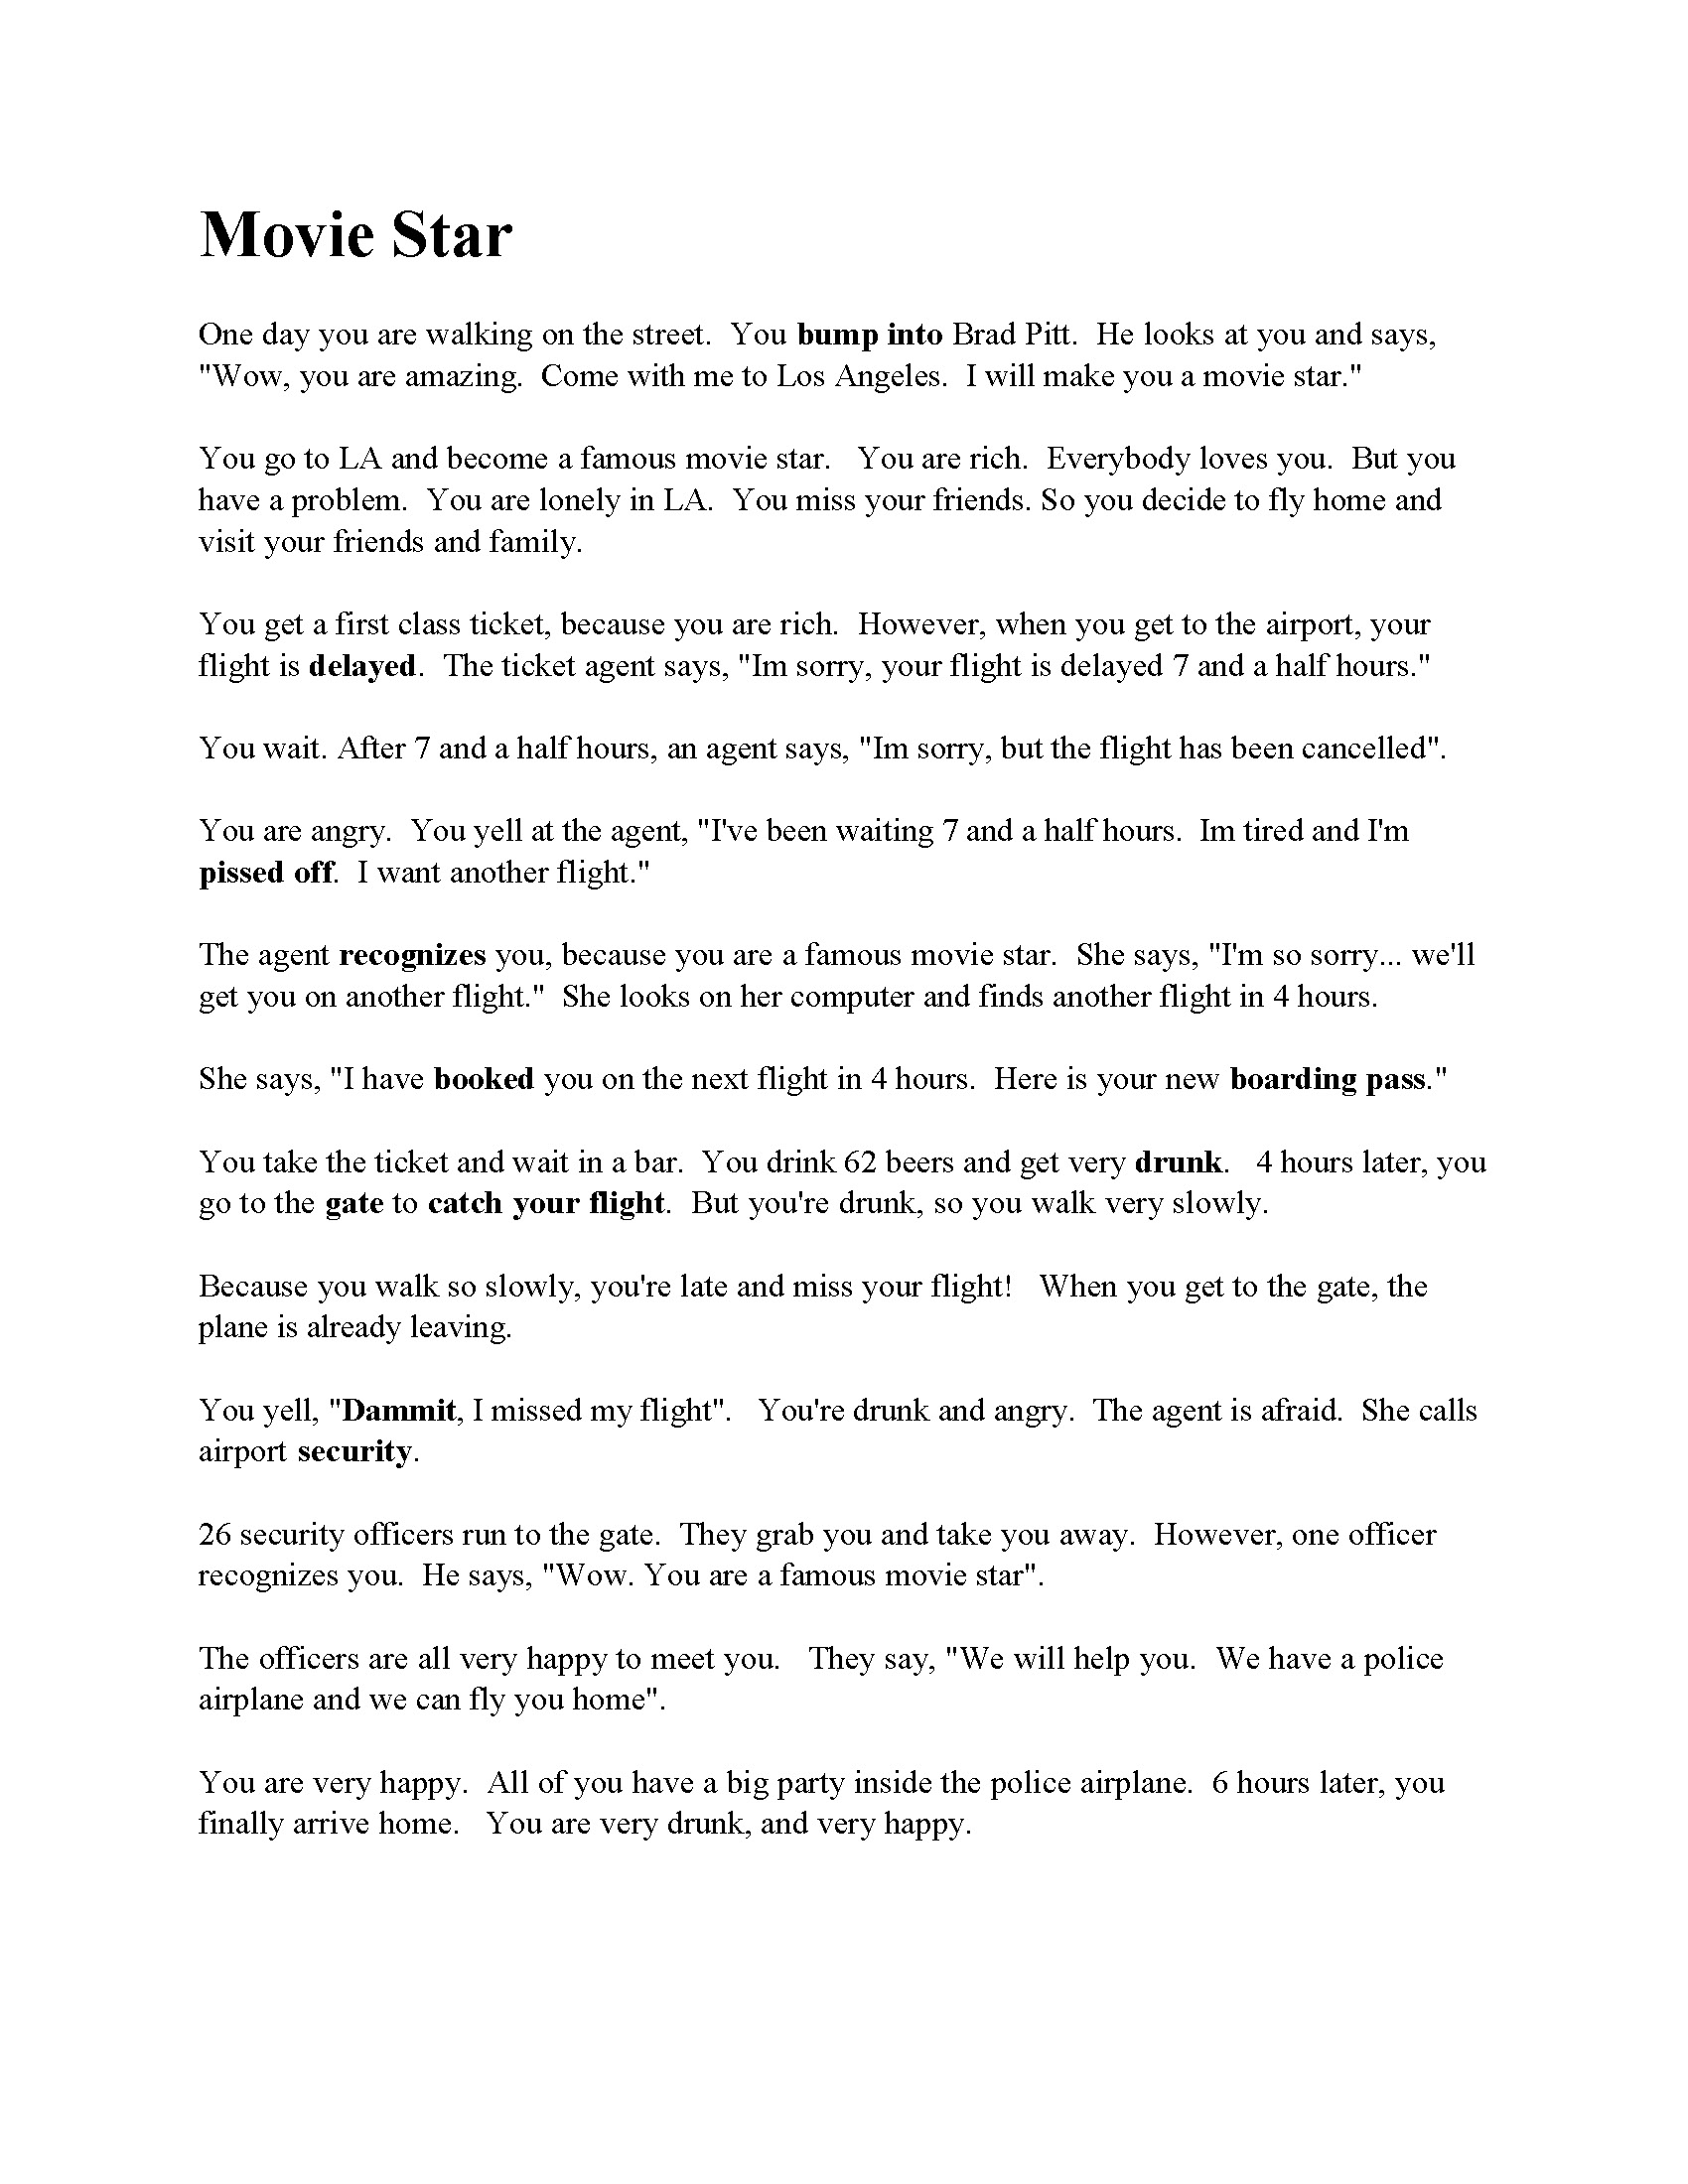 Movie Star
One day you are walking on the street.  You bump into Brad Pitt.  He looks at you and says,
"Wow, you are amazing.  Come with me to Los Angeles.  I will make you a movie star."
You go to LA and become a famous movie star.   You are rich.  Everybody loves you.  But you
have a problem.  You are lonely in LA.  You miss your friends. So you decide to fly home and
visit your friends and family.
You get a first class ticket, because you are rich.  However, when you get to the airport, your
flight is delayed.  The ticket agent says, "Im sorry, your flight is delayed 7 and a half hours."
You wait. After 7 and a half hours, an agent says, "Im sorry, but the flight has been cancelled".
You are angry.  You yell at the agent, "I've been waiting 7 and a half hours.  Im tired and I'm
pissed off.  I want another flight."
The agent recognizes you, because you are a famous movie star.  She says, "I'm so sorry... we'll
get you on another flight."  She looks on her computer and finds another flight in 4 hours.
She says, "I have booked you on the next flight in 4 hours.  Here is your new boarding pass."
You take the ticket and wait in a bar.  You drink 62 beers and get very drunk.   4 hours later, you
go to the gate to catch your flight.  But you're drunk, so you walk very slowly.
Because you walk so slowly, you're late and miss your flight!   When you get to the gate, the
plane is already leaving.
You yell, "Dammit, I missed my flight".   You're drunk and angry.  The agent is afraid.  She calls
airport security.
26 security officers run to the gate.  They grab you and take you away.  However, one officer
recognizes you.  He says, "Wow. You are a famous movie star".
The officers are all very happy to meet you.   They say, "We will help you.  We have a police
airplane and we can fly you home".
You are very happy.  All of you have a big party inside the police airplane.  6 hours later, you
finally arrive home.   You are very drunk, and very happy.